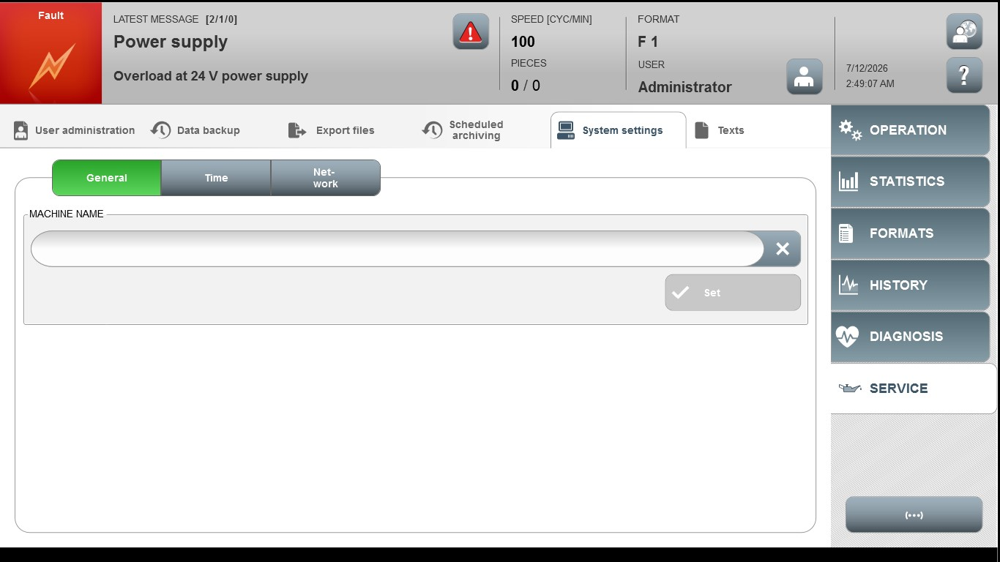 Fault
LATEST MESSAGE [2/1/0]
Power supply
Overload at 24 V power supply
SPEED [CYC/MIN]
100
PIECES
0 / 0
FORMAT
F 1
USER
Administrator
7/12/2026
2:49:07 AM
?
User administration
Data backup
Export files
Scheduled
archiving
System settings
Texts
General
Time
Net-
work
MACHINE NAME
Set
OPERATION
STATISTICS
FORMATS
HISTORY
DIAGNOSIS
SERVICE
(...)